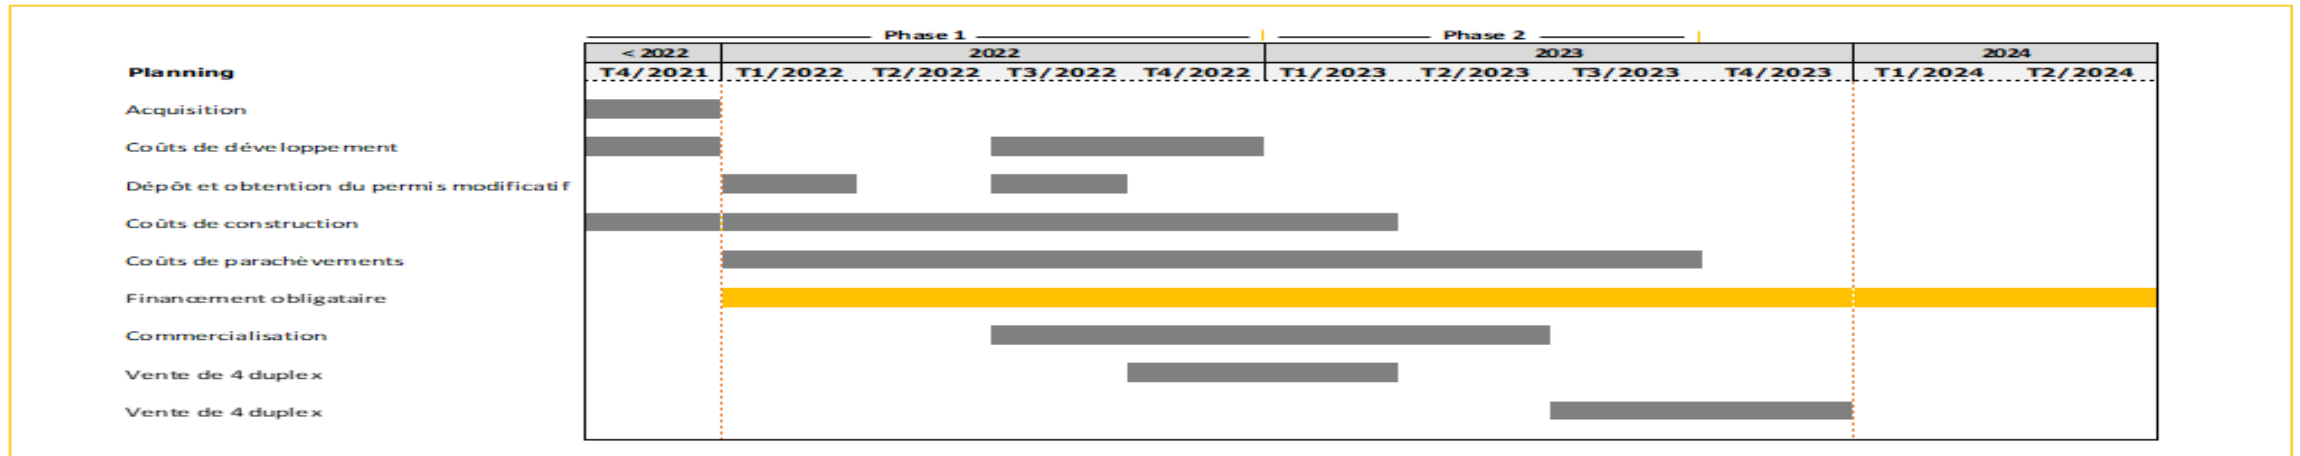 Phase 1 Phase 2
< 2022 2022 2023 2024
Planning T4/2021 T1/2022 T2/2022 T3/2022 T4/2022 T1/2023 T2/2023 T3/2023 T4/2023 T1/2024 T2/2024
Acquisition
Coûts de développement
Dépôt et obtention du permis modificatif
Coûts de construction
Coûts de parachèvements
Financement obligataire
Commercialisation
Vente de 4 duplex
Vente de 4 duplex